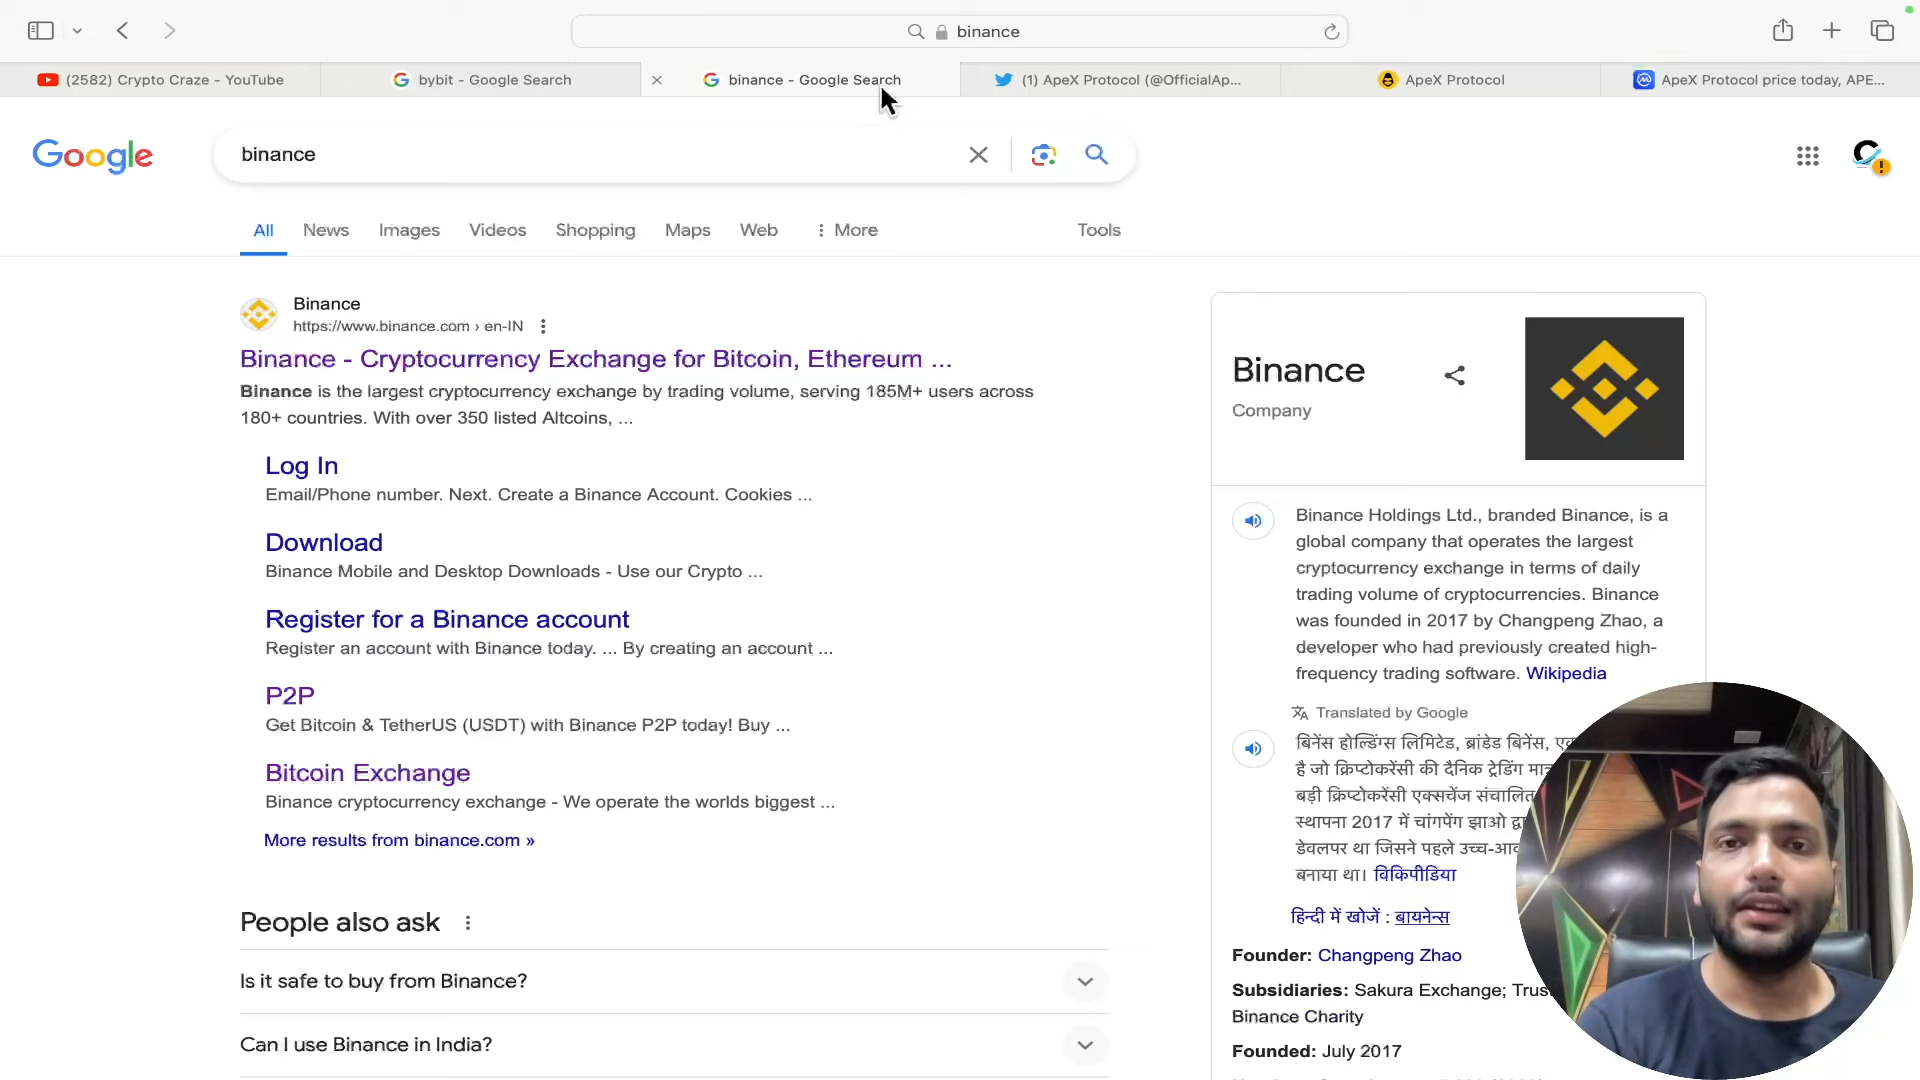 binance
(2582) Crypto Craze - YouTube
bybit - Google Search
binance - Google Search
(1) ApeX Protocol (@OfficialAp...
ApeX Protocol
ApeX Protocol price today, APE...
Google
binance
All News Images Videos Shopping Maps Web More Tools
Binance
https://www.binance.com › en-IN
Binance - Cryptocurrency Exchange for Bitcoin, Ethereum ...
Binance is the largest cryptocurrency exchange by trading volume, serving 185M+ users across
180+ countries. With over 350 listed Altcoins, ...
Log In
Email/Phone number. Next. Create a Binance Account. Cookies ...
Download
Binance Mobile and Desktop Downloads - Use our Crypto ...
Register for a Binance account
Register an account with Binance today. ... By creating an account ...
P2P
Get Bitcoin & TetherUS (USDT) with Binance P2P today! Buy ...
Bitcoin Exchange
Binance cryptocurrency exchange - We operate the worlds biggest ...
More results from binance.com »
People also ask
Is it safe to buy from Binance?
Can I use Binance in India?
Binance
Company
Binance Holdings Ltd., branded Binance, is a
global company that operates the largest
cryptocurrency exchange in terms of daily
trading volume of cryptocurrencies. Binance
was founded in 2017 by Changpeng Zhao, a
developer who had previously created high-
frequency trading software. Wikipedia
Translated by Google
बिनेंस होल्डिंग्स लिमिटेड, ब्रांडेड बिनेंस,
है जो क्रिप्टोकरेंसी की दैनिक ट्रेडिंग
बड़ी क्रिप्टोकरेंसी एक्सचेंज संचालित
स्थापना 2017 में चांगपेंग झाओ
डेवलपर था जिसने पहले
बनाया था। विकिपीडिया
हिन्दी में खोजें : बायनेन्स
Founder: Changpeng Zhao
Subsidiaries: Sakura Exchange;
Binance Charity
Founded: July 2017